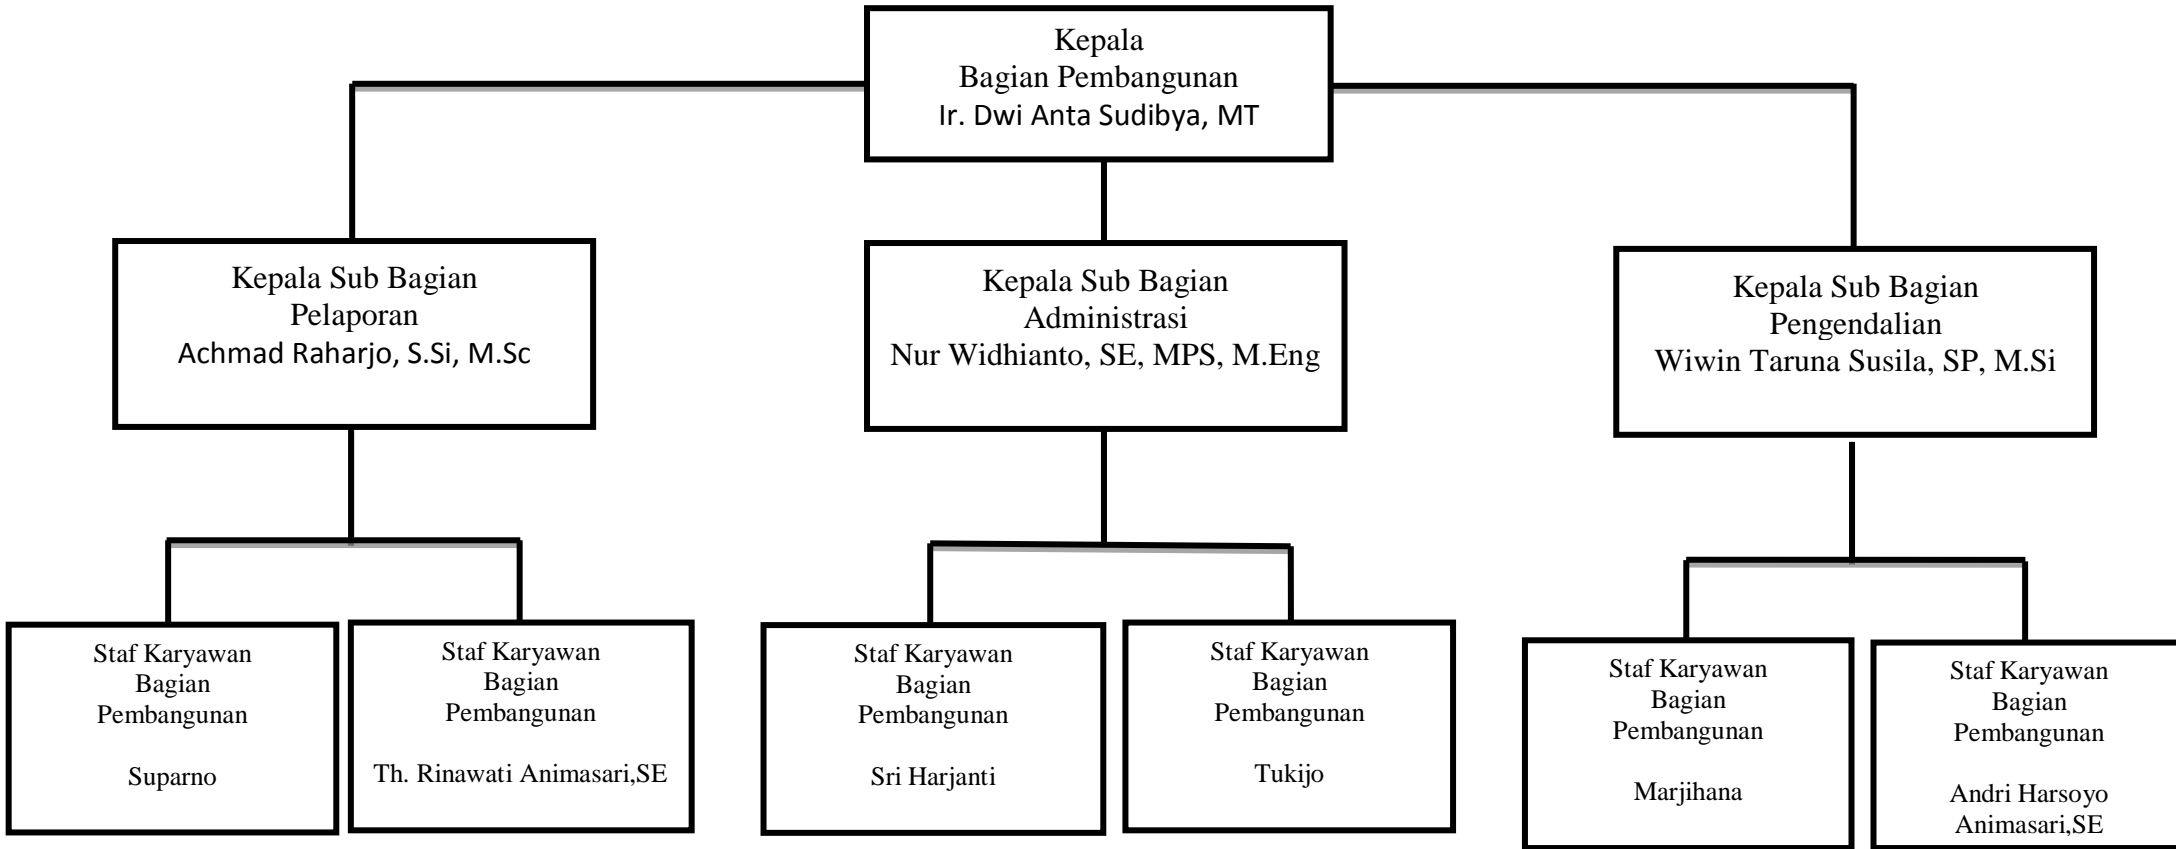 Kepala
Bagian Pembangunan
Ir. Dwi Anta Sudibya, MT
Kepala Sub Bagian
Pelaporan
Achmad Raharjo, S.Si, M.Sc
Kepala Sub Bagian
Administrasi
Nur Widhianto, SE, MPS, M.Eng
Kepala Sub Bagian
Pengendalian
Wiwin Taruna Susila, SP, M.Si
Staf Karyawan
Bagian
Pembangunan
Suparno
Staf Karyawan
Bagian
Pembangunan
Th. Rinawati Animasari,SE
Staf Karyawan
Bagian
Pembangunan
Sri Harjanti
Staf Karyawan
Bagian
Pembangunan
Tukijo
Staf Karyawan
Bagian
Pembangunan
Marjihana
Staf Karyawan
Bagian
Pembangunan
Andri Harsoyo
Animasari,SE